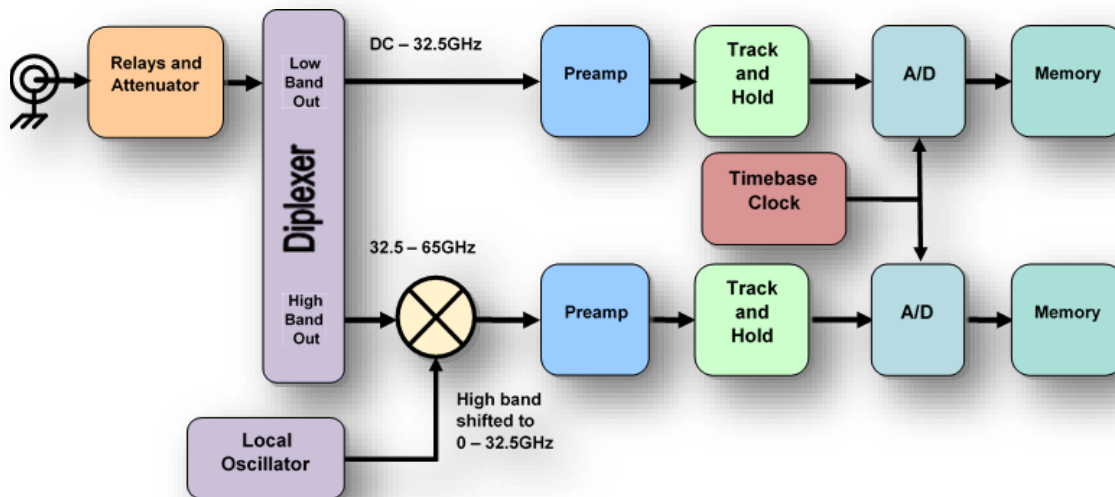 Relays and
Attenuator
Low
Band
Out
Diplexer
High
Band
Out
DC – 32.5GHz
Preamp
Track
and
Hold
A/D
Memory
Timebase
Clock
32.5 – 65GHz
Preamp
Track
and
Hold
A/D
Memory
High band
shifted to
0 – 32.5GHz
Local
Oscillator